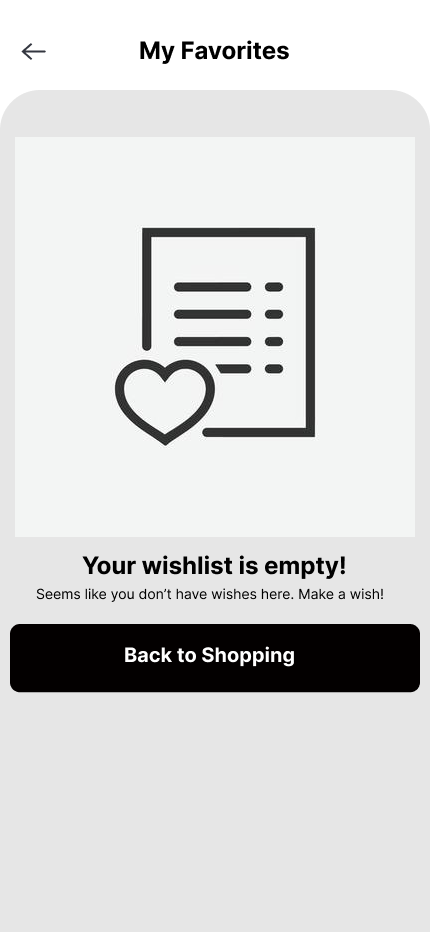 My Favorites
Your wishlist is empty!
Seems like you don’t have wishes here. Make a wish!
Back to Shopping